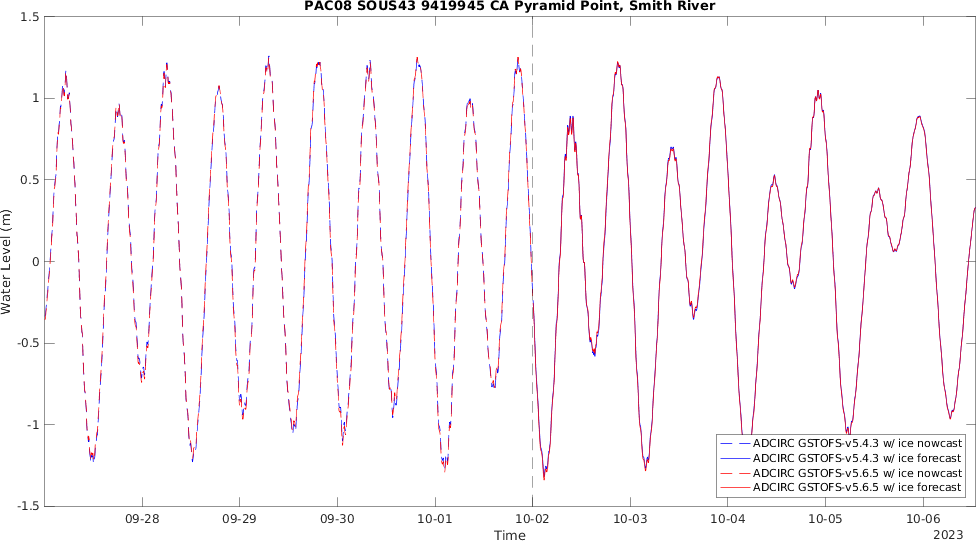 PAC08 SOUS43 9419945 CA Pyramid Point, Smith River
1.5
1
0.5
0
-0.5
-1
-1.5
Water Level (m)
09-28 09-29 09-30 10-01 10-02 10-03 10-04 10-05 10-06
Time
2023
ADCIRC GSTOFS-v5.4.3 w/ ice nowcast
ADCIRC GSTOFS-v5.4.3 w/ ice forecast
ADCIRC GSTOFS-v5.6.5 w/ ice nowcast
ADCIRC GSTOFS-v5.6.5 w/ ice forecast